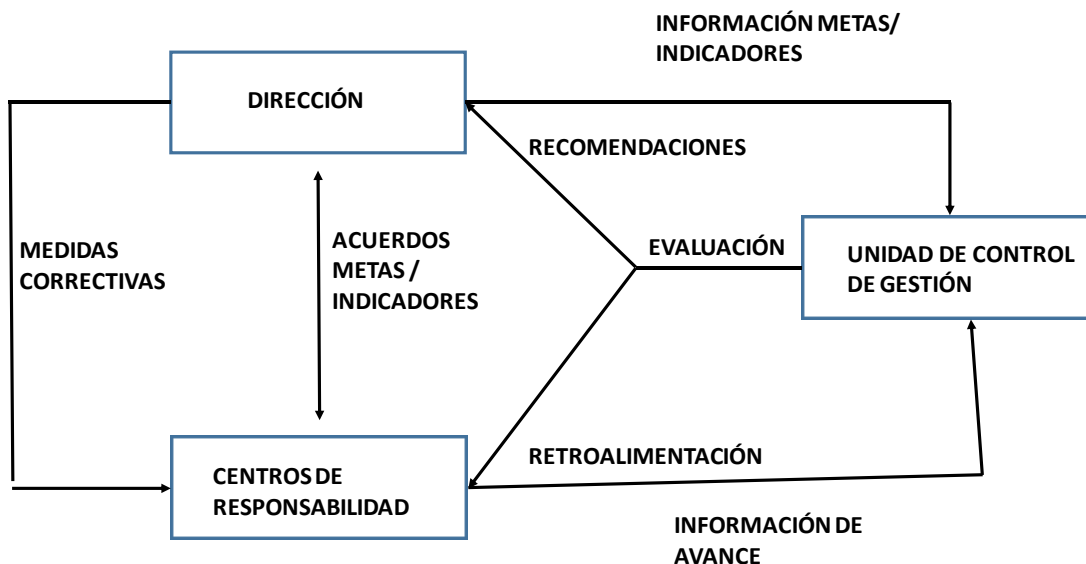 INFORMACIÓN METAS/
INDICADORES
DIRECCIÓN
RECOMENDACIONES
MEDIDAS
CORRECTIVAS
ACUERDOS
METAS /
INDICADORES
EVALUACIÓN
UNIDAD DE CONTROL
DE GESTIÓN
CENTROS DE
RESPONSABILIDAD
RETROALIMENTACIÓN
INFORMACIÓN DE
AVANCE